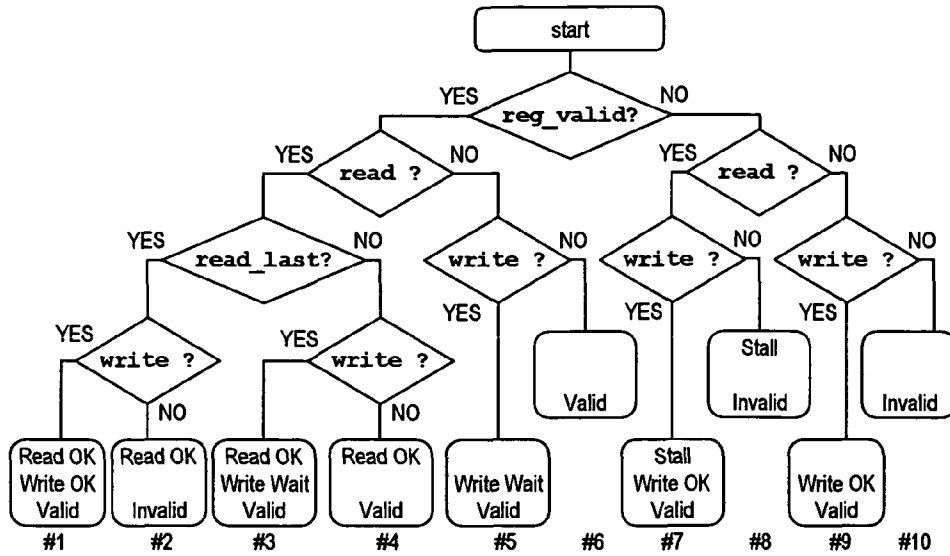 start
YES
NO
reg_valid?
YES
NO
YES
NO
read ?
read ?
YES
NO
YES
NO
NO
read_last?
write ?
write ?
write ?
YES
YES
YES
YES
NO
YES
write ?
write ?
NO
NO
Valid
Stall
Invalid
Invalid
Read OK
Write OK
Valid
Read OK
Invalid
Read OK
Write Wait
Valid
Read OK
Valid
Write Wait
Valid
Stall
Write OK
Valid
Write OK
Valid
#1 #2 #3 #4 #5 #6 #7 #8 #9 #10